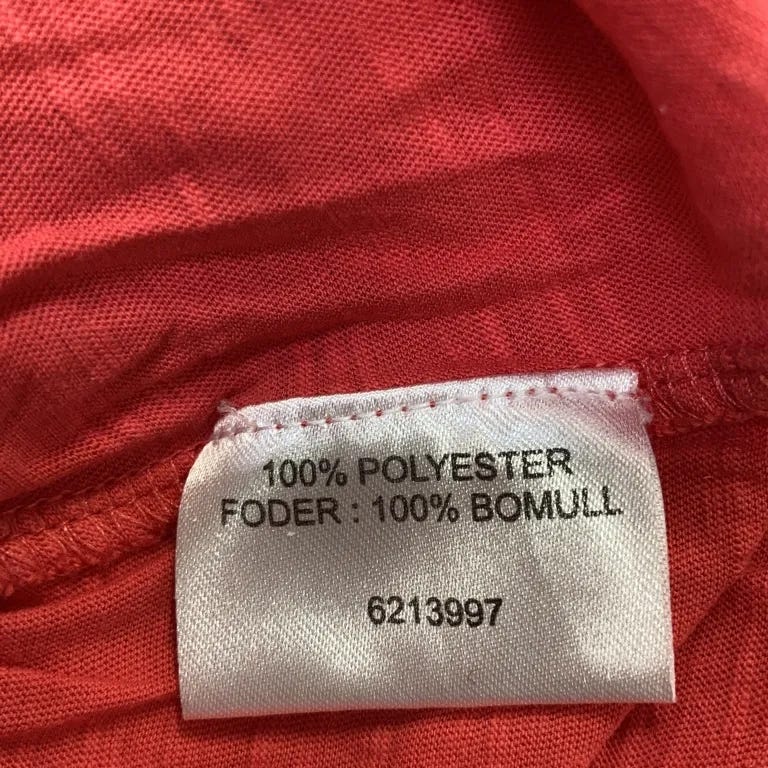 100% POLYESTER
FODER : 100% BOMULL
6213997